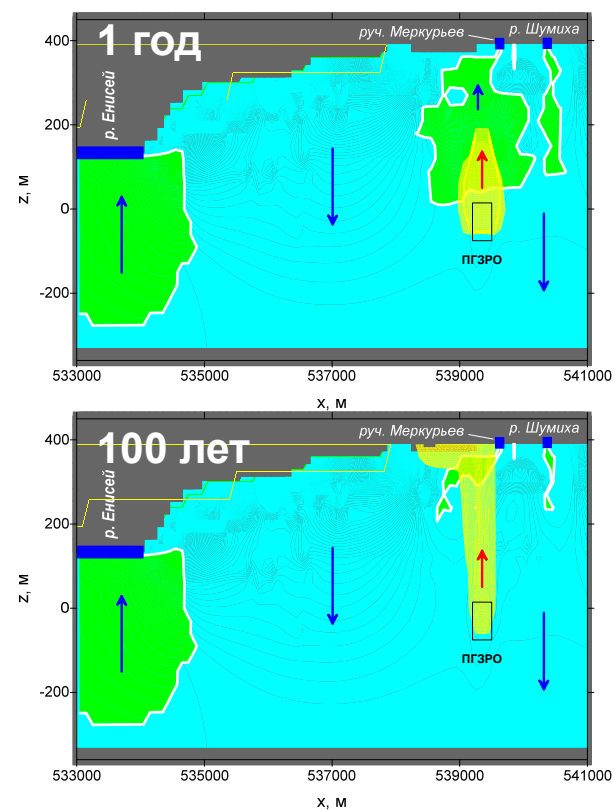 1 год
руч. Меркурьев
р. Шумиха
р. Енисей
400
200
0
-200
z, м
ПГЗРО
533000
535000
537000
539000
541000
x, м
100 лет
руч. Меркурьев
р. Шумиха
р. Енисей
400
200
0
-200
z, м
ПГЗРО
533000
535000
537000
539000
541000
x, м